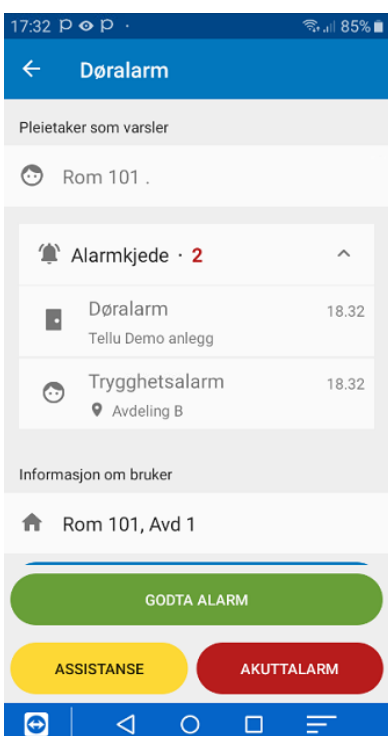 17:32 85%
Døralarm
Pleietaker som varsler
Rom 101 .
Alarmkjede · 2
Døralarm 18.32
Tellu Demo anlegg
Trygghetsalarm 18.32
Avdeling B
Informasjon om bruker
Rom 101, Avd 1
GODTA ALARM
ASSISTANSE AKUTTALARM